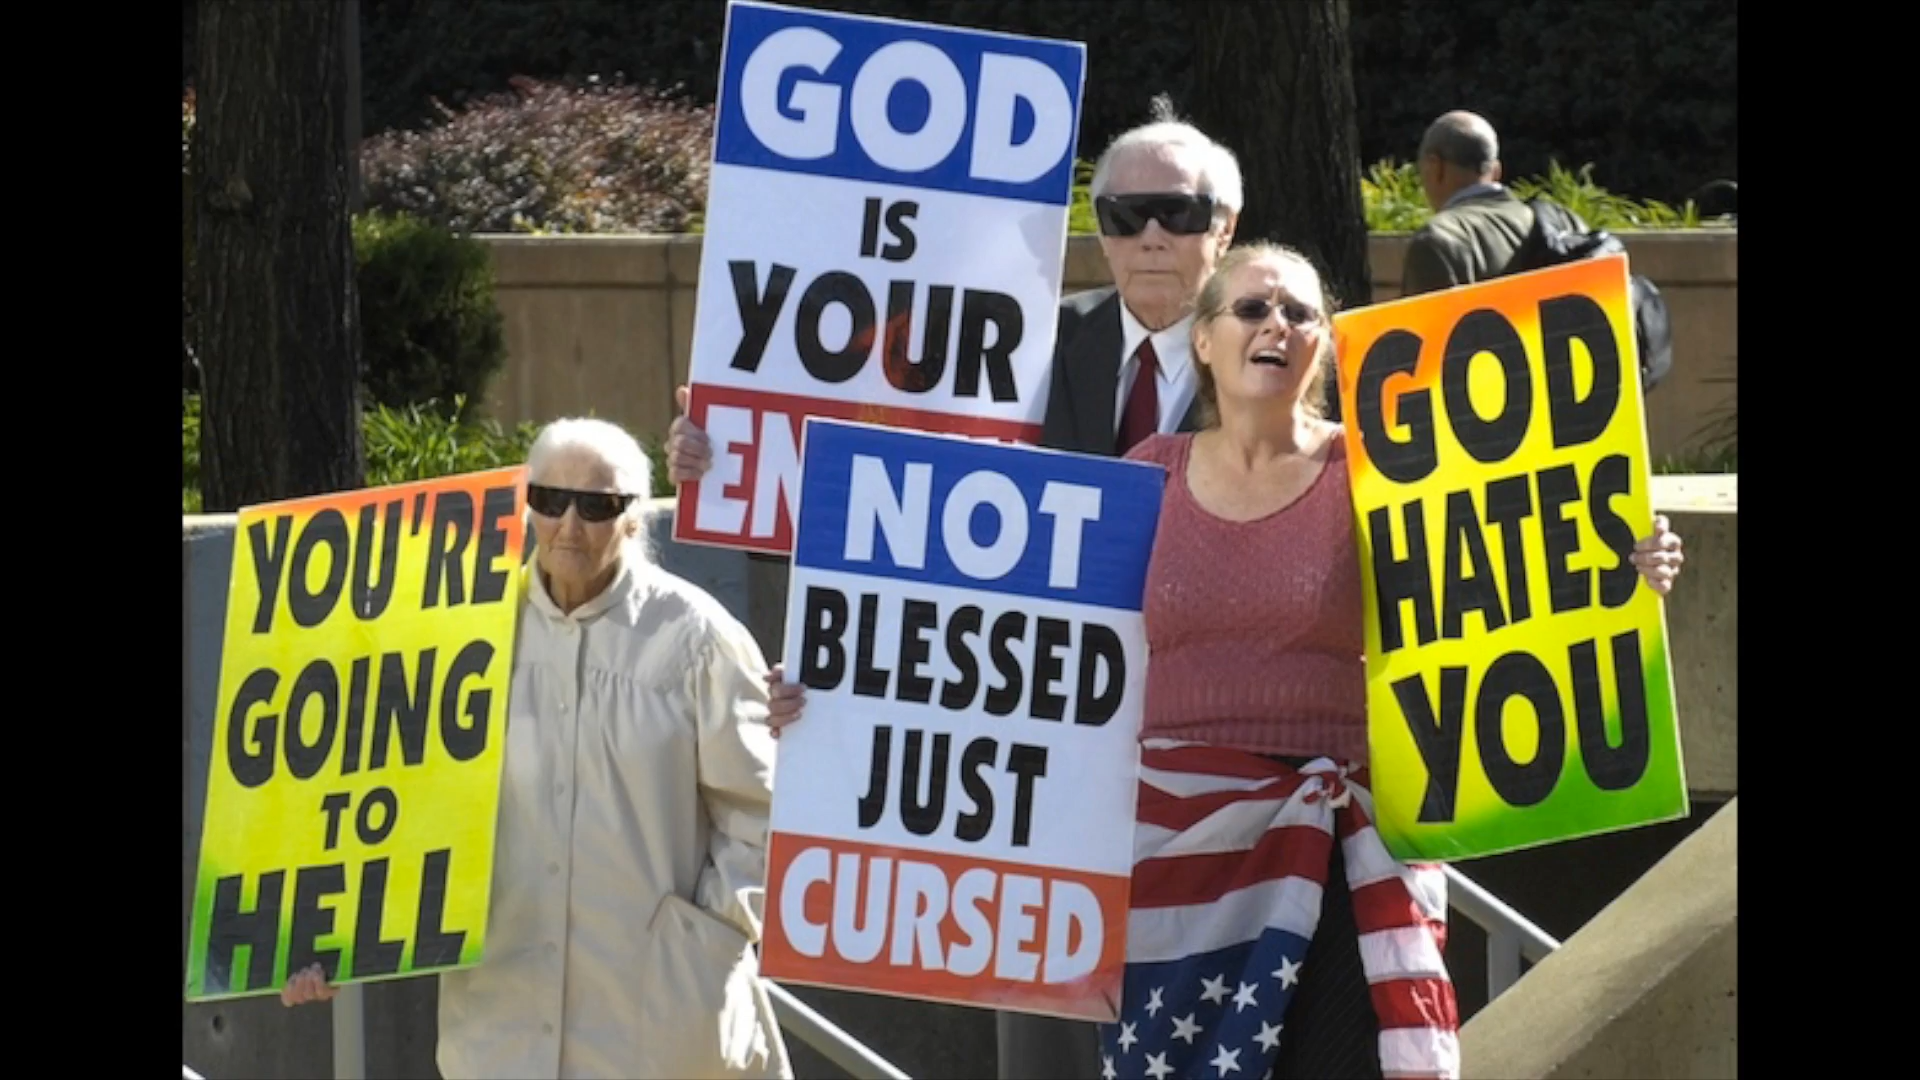 GOD
IS
YOUR
NOT
BLESSED
JUST
CURSED
YOU'RE
GOING
TO
HELL
GOD
HATES
YOU